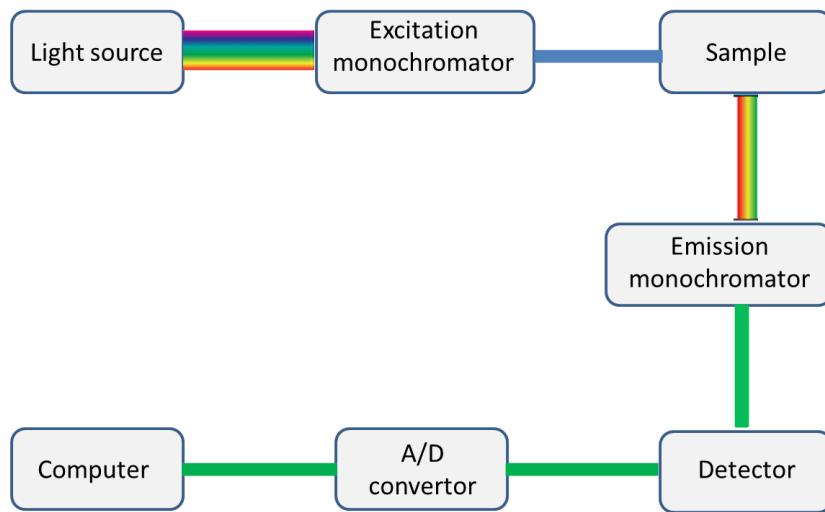 Light source
Excitation
monochromator
Sample
Emission
monochromator
Detector
A/D
convertor
Computer